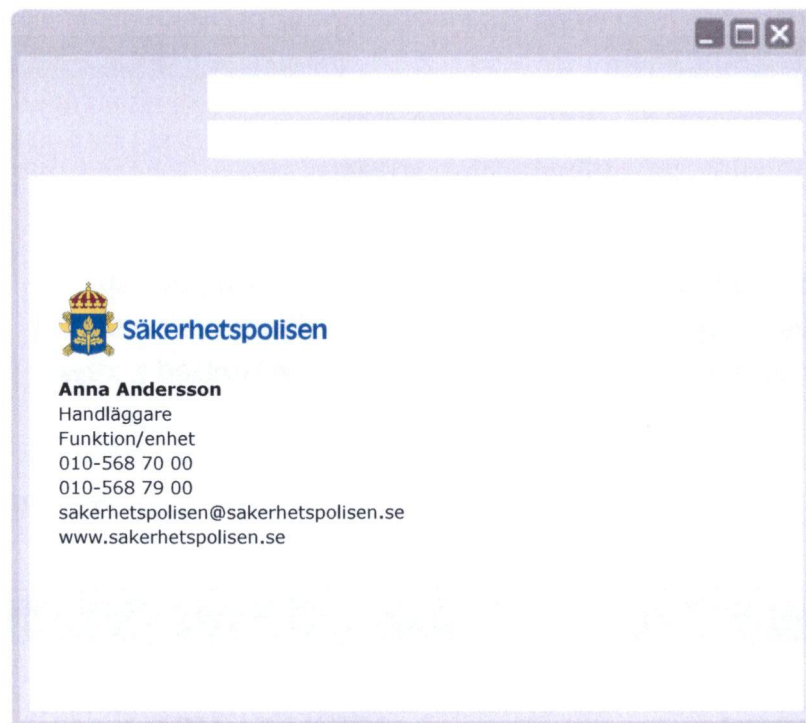 Säkerhetspolisen
Anna Andersson
Handläggare
Funktion/enhet
010-568 70 00
010-568 79 00
sakerhetspolisen@sakerhetspolisen.se
www.sakerhetspolisen.se